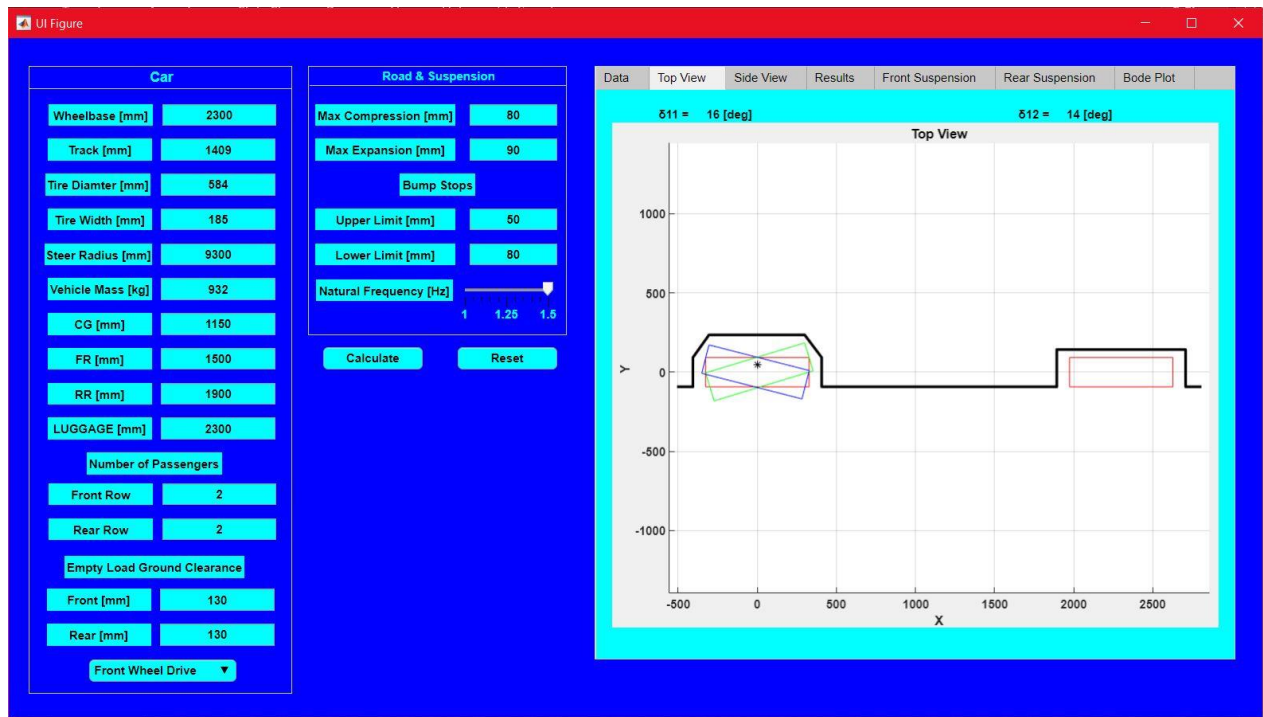 UI Figure
Car
Wheelbase [mm] 2300
Track [mm] 1409
Tire Diamter [mm] 584
Tire Width [mm] 185
Steer Radius [mm] 9300
Vehicle Mass [kg] 932
CG [mm] 1150
FR [mm] 1500
RR [mm] 1900
LUGGAGE [mm] 2300
Number of Passengers
Front Row 2
Rear Row 2
Empty Load Ground Clearance
Front [mm] 130
Rear [mm] 130
Front Wheel Drive ▼
Road & Suspension
Max Compression [mm] 80
Max Expansion [mm] 90
Bump Stops
Upper Limit [mm] 50
Lower Limit [mm] 80
Natural Frequency [Hz]
1 1.25 1.5
Calculate Reset
Data Top View Side View Results Front Suspension Rear Suspension Bode Plot
δ11 = 16 [deg] δ12 = 14 [deg]
Top View
1000
500
Y 0
-500
-1000
-500 0 500 1000 1500 2000 2500
X